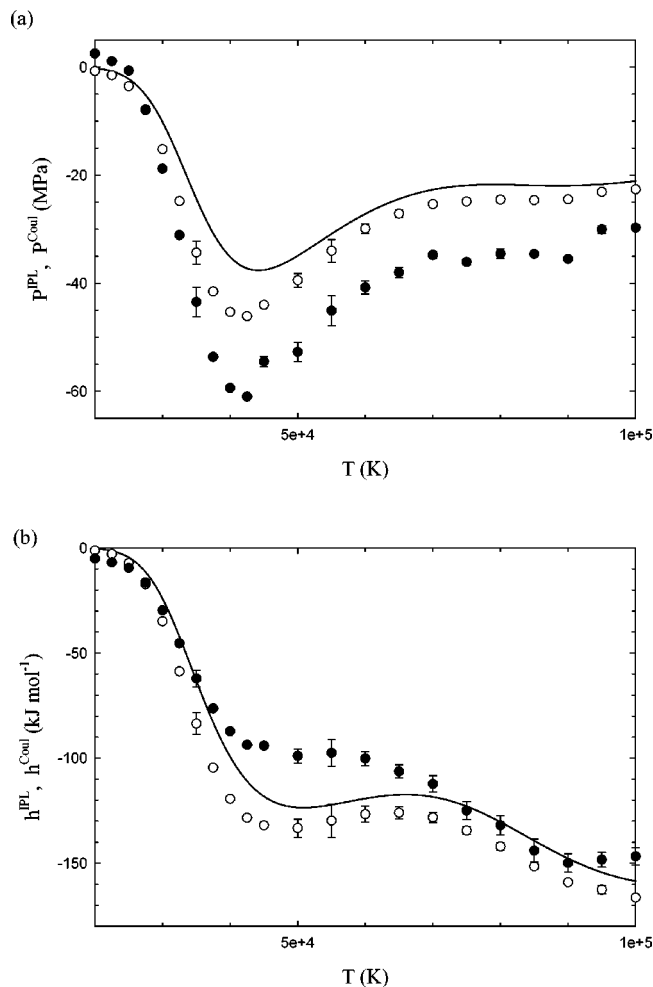 (a)
0
-20
-40
-60
P^IPL, P^Coul (MPa)
5e+4
1e+5
T (K)
(b)
0
-50
-100
-150
h^IPL, h^Coul (kJ mol^-1)
5e+4
1e+5
T (K)